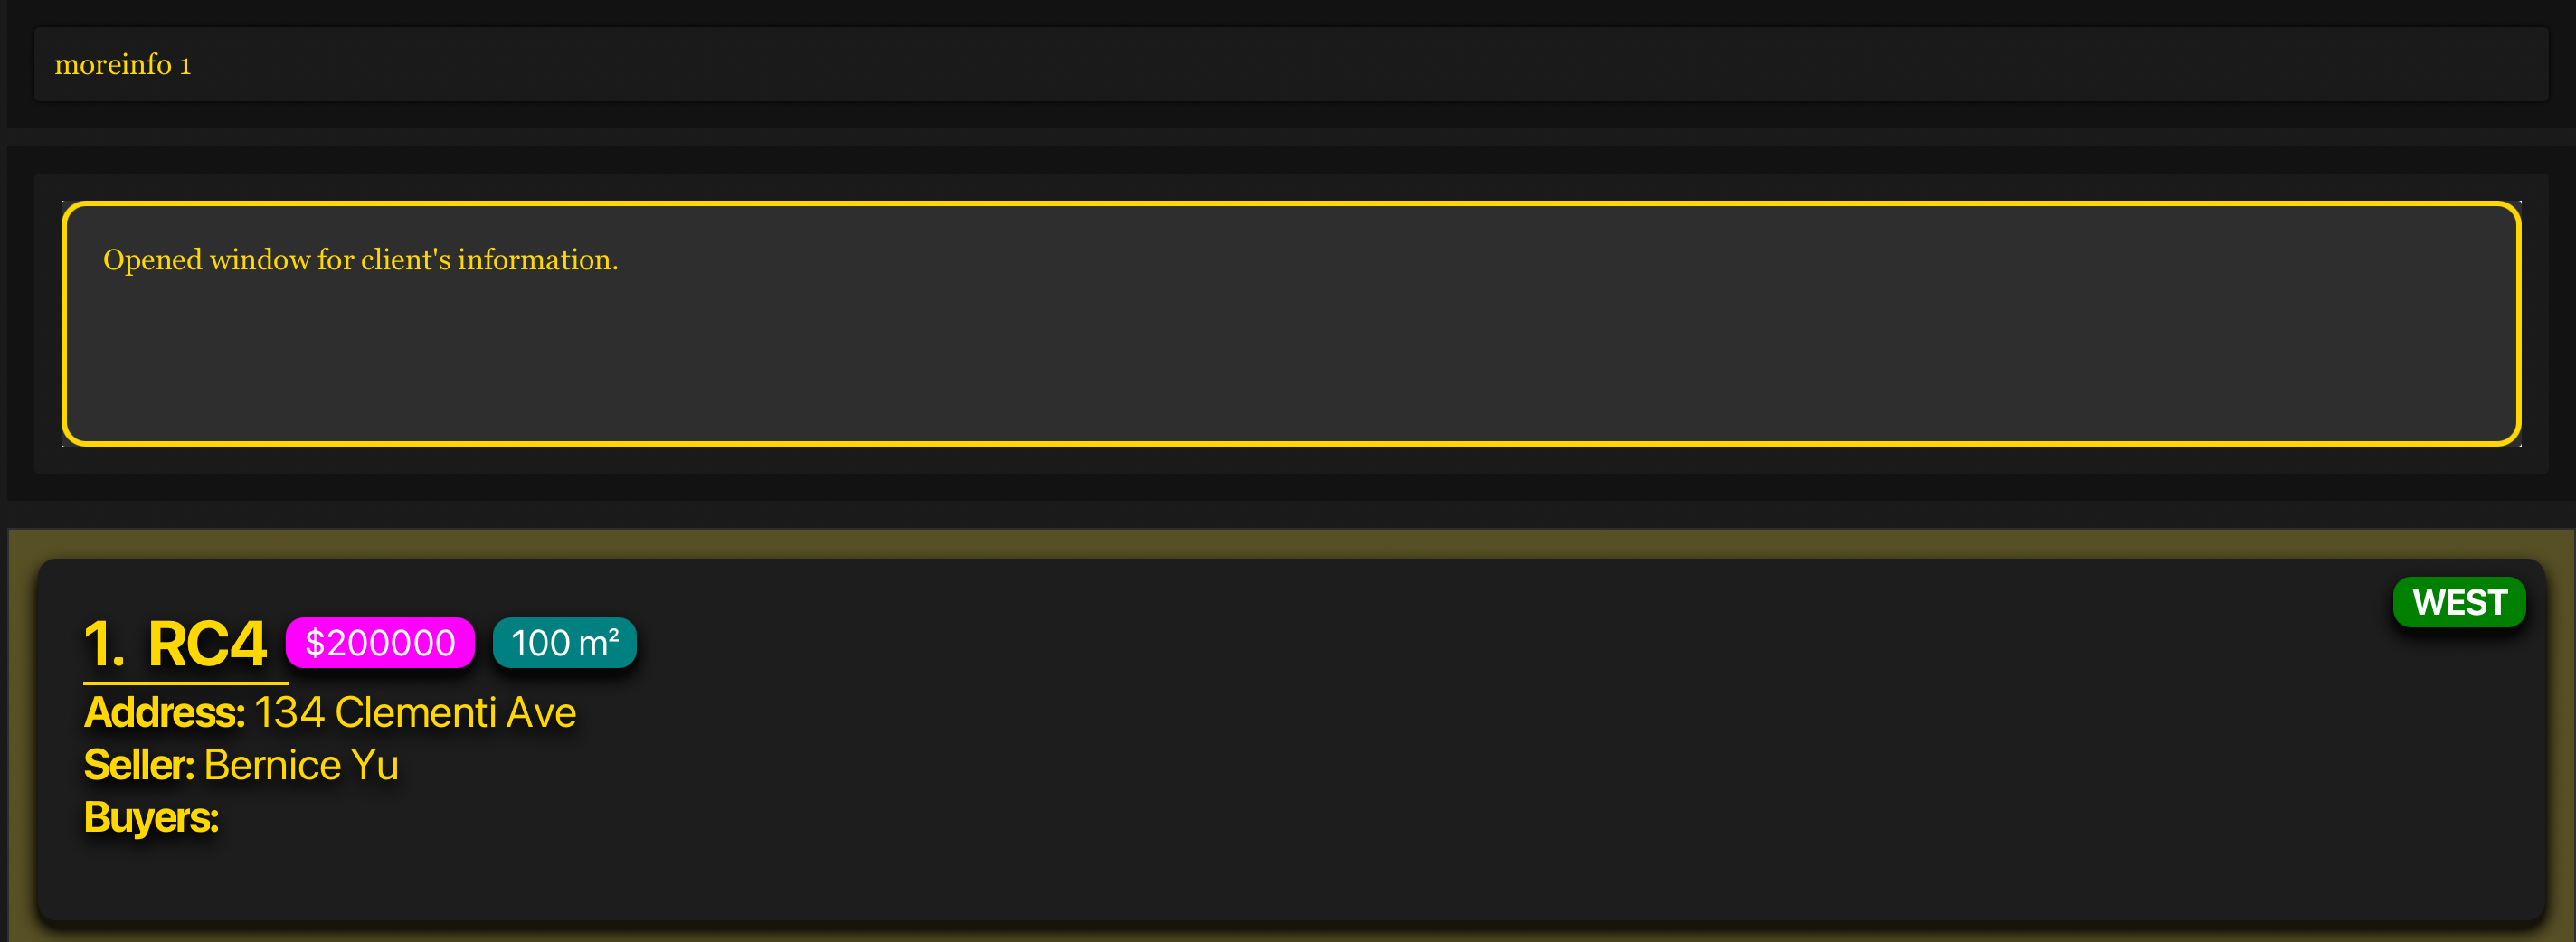 moreinfo 1
Opened window for client's information.
WEST
1. RC4 $200000 100 m²
Address: 134 Clementi Ave
Seller: Bernice Yu
Buyers: